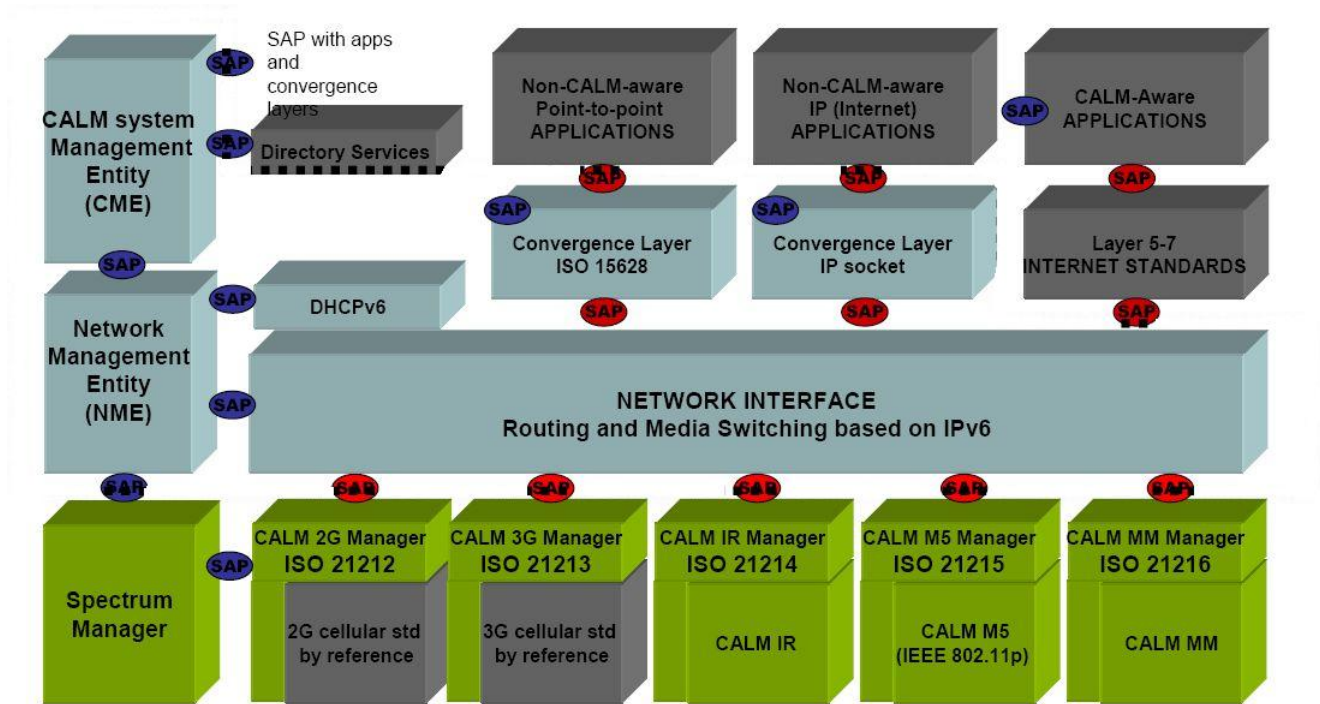 SAP
SAP with apps
and
convergence
layers
CALM system
Management
Entity
(CME)
SAP
Directory Services
Non-CALM-aware
Point-to-point
APPLICATIONS
Non-CALM-aware
IP (Internet)
APPLICATIONS
SAP
CALM-Aware
APPLICATIONS
SAP
SAP
SAP
SAP
Convergence Layer
ISO 15628
SAP
Convergence Layer
IP socket
Layer 5-7
INTERNET STANDARDS
SAP
SAP
DHCPv6
SAP
SAP
SAP
Network
Management
Entity
(NME)
SAP
NETWORK INTERFACE
Routing and Media Switching based on IPv6
SAP
SAP
SAP
SAP
SAP
SAP
Spectrum
Manager
SAP
CALM 2G Manager
ISO 21212
2G cellular std
by reference
CALM 3G Manager
ISO 21213
3G cellular std
by reference
CALM IR Manager
ISO 21214
CALM IR
CALM M5 Manager
ISO 21215
CALM M5
(IEEE 802.11p)
CALM MM Manager
ISO 21216
CALM MM